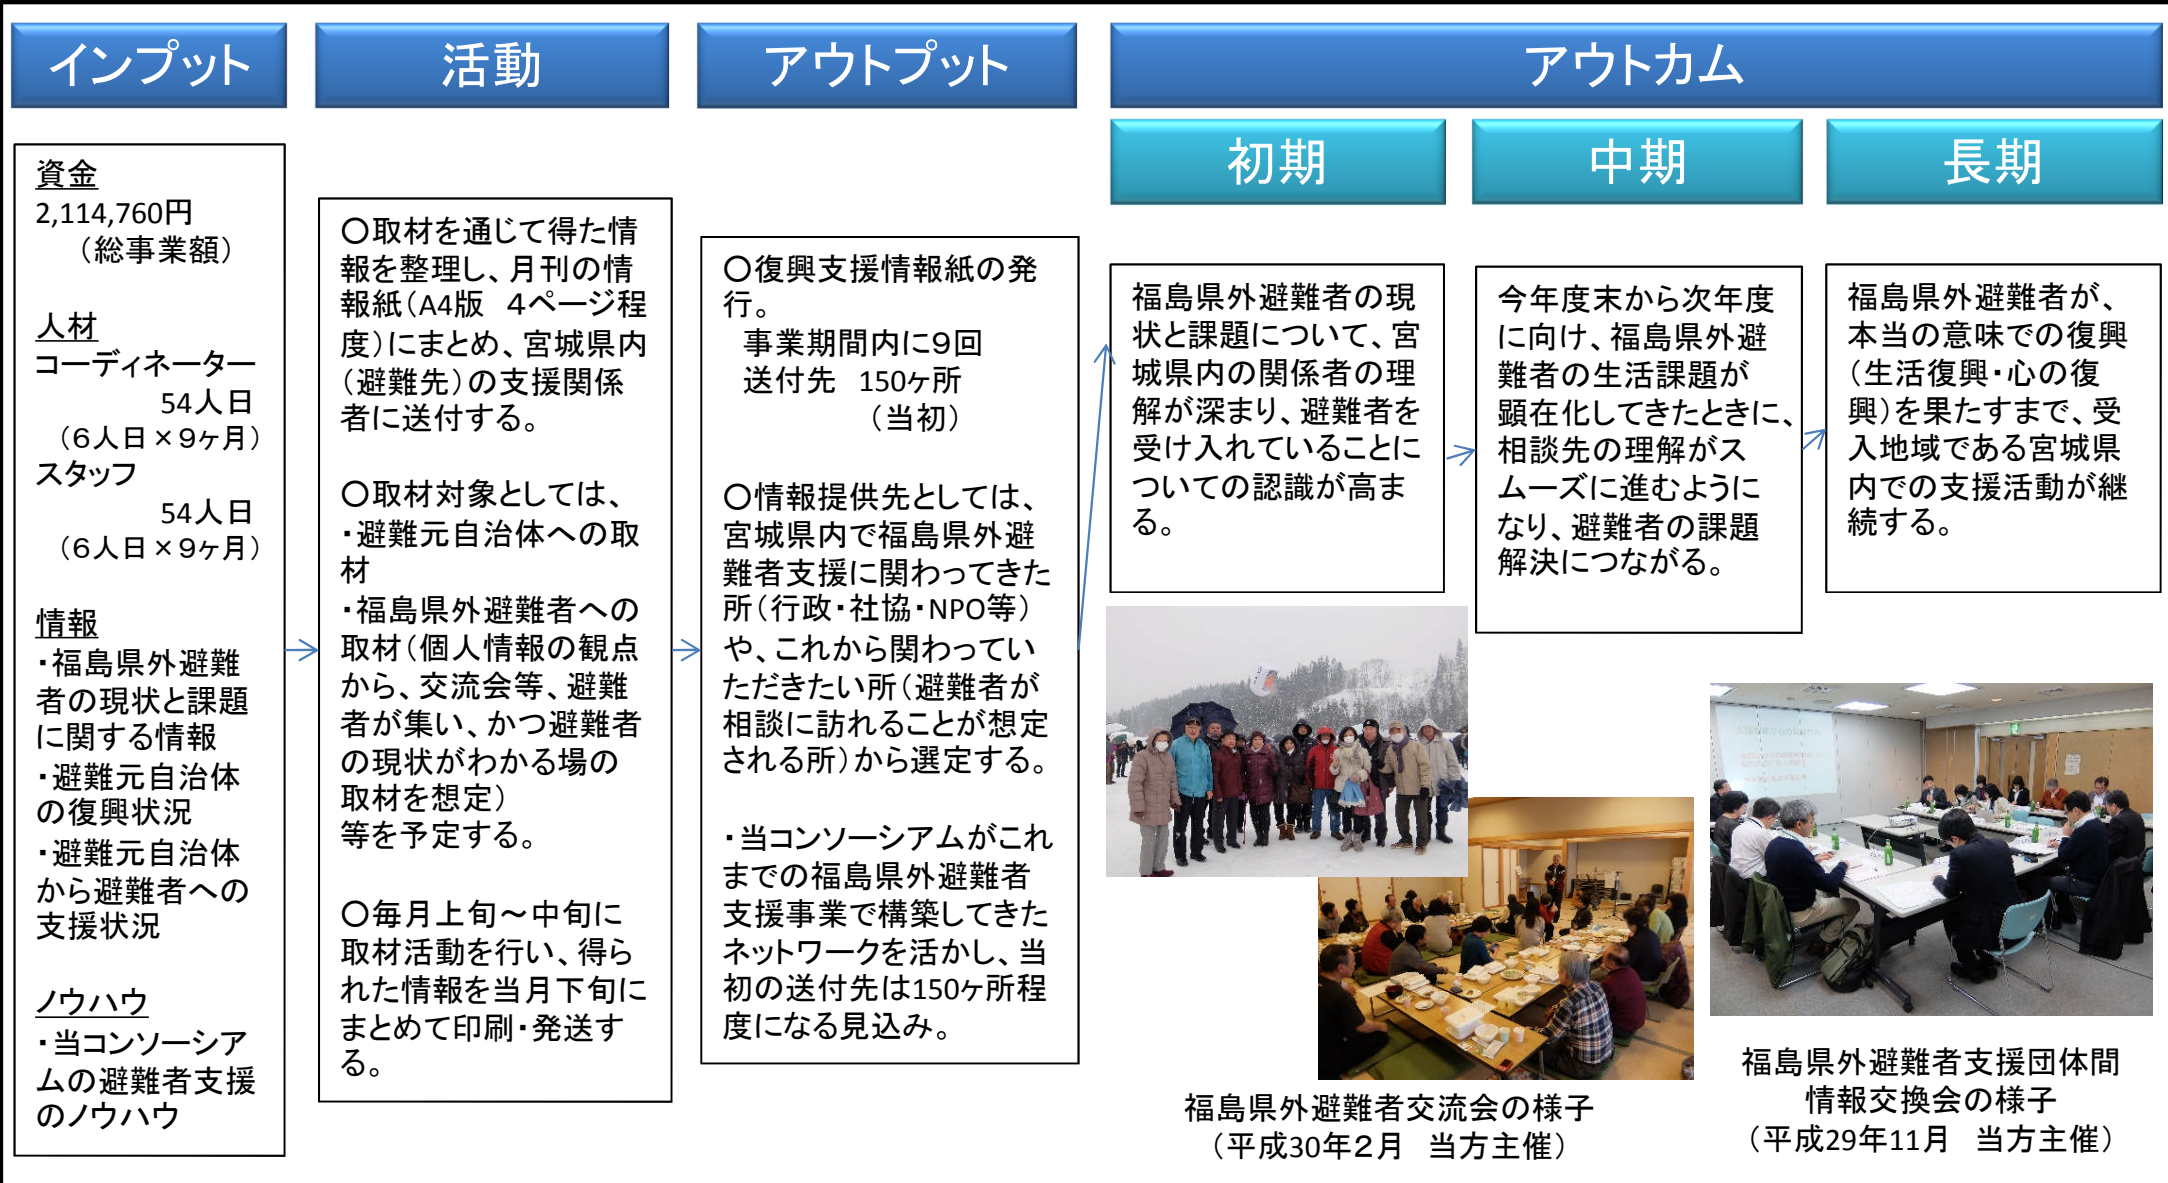 インプット
活動
アウトプット
アウトカム
初期
中期
長期
資金
2,114,760円
（総事業額）
人材
コーディネーター
54人日
（６人日×９ヶ月）
スタッフ
54人日
（６人日×９ヶ月）
情報
・福島県外避難
者の現状と課題
に関する情報
・避難元自治体
の復興状況
・避難元自治体
から避難者への
支援状況
ノウハウ
・当コンソーシア
ムの避難者支援
のノウハウ
〇取材を通じて得た情
報を整理し、月刊の情
報紙（A4版　４ページ程
度）にまとめ、宮城県内
（避難先）の支援関係
者に送付する。
〇取材対象としては、
・避難元自治体への取
材
・福島県外避難者への
取材（個人情報の観点
から、交流会等、避難
者が集い、かつ避難者
の現状がわかる場の
取材を想定）
等を予定する。
〇毎月上旬～中旬に
取材活動を行い、得ら
れた情報を当月下旬に
まとめて印刷・発送す
る。
〇復興支援情報紙の発
行。
事業期間内に９回
送付先　150ヶ所
（当初）
〇情報提供先としては、
宮城県内で福島県外避
難者支援に関わってきた
所（行政・社協・NPO等）
や、これから関わってい
ただきたい所（避難者が
相談に訪れることが想定
される所）から選定する。
・当コンソーシアムがこれ
までの福島県外避難者
支援事業で構築してきた
ネットワークを活かし、当
初の送付先は150ヶ所程
度になる見込み。
福島県外避難者の現
状と課題について、宮
城県内の関係者の理
解が深まり、避難者を
受け入れていることに
ついての認識が高ま
る。
今年度末から次年度
に向け、福島県外避
難者の生活課題が
顕在化してきたときに、
相談先の理解がス
ムーズに進むように
なり、避難者の課題
解決につながる。
福島県外避難者が、
本当の意味での復興
（生活復興・心の復
興）を果たすまで、受
入地域である宮城県
内での支援活動が継
続する。
福島県外避難者交流会の様子
（平成30年２月　当方主催）
福島県外避難者支援団体間
情報交換会の様子
（平成29年11月　当方主催）